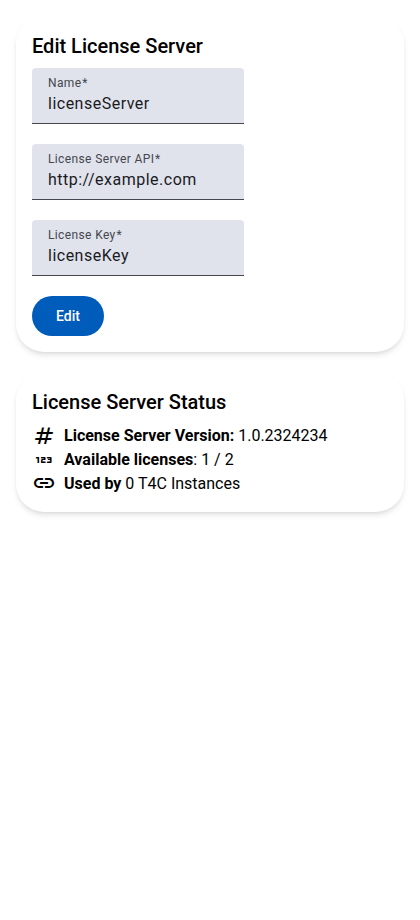 Edit License Server
Name*
licenseServer
License Server API*
http://example.com
License Key*
licenseKey
Edit
License Server Status
License Server Version: 1.0.2324234
123 Available licenses: 1 / 2
Used by 0 T4C Instances